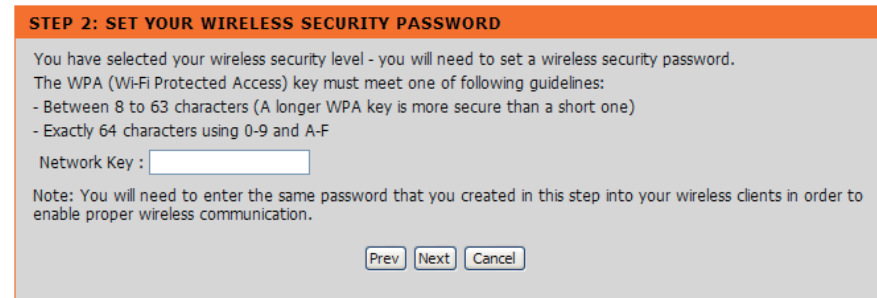 STEP 2: SET YOUR WIRELESS SECURITY PASSWORD
You have selected your wireless security level - you will need to set a wireless security password.
The WPA (Wi-Fi Protected Access) key must meet one of following guidelines:
- Between 8 to 63 characters (A longer WPA key is more secure than a short one)
- Exactly 64 characters using 0-9 and A-F
Network Key :
Note: You will need to enter the same password that you created in this step into your wireless clients in order to
enable proper wireless communication.
Prev Next Cancel